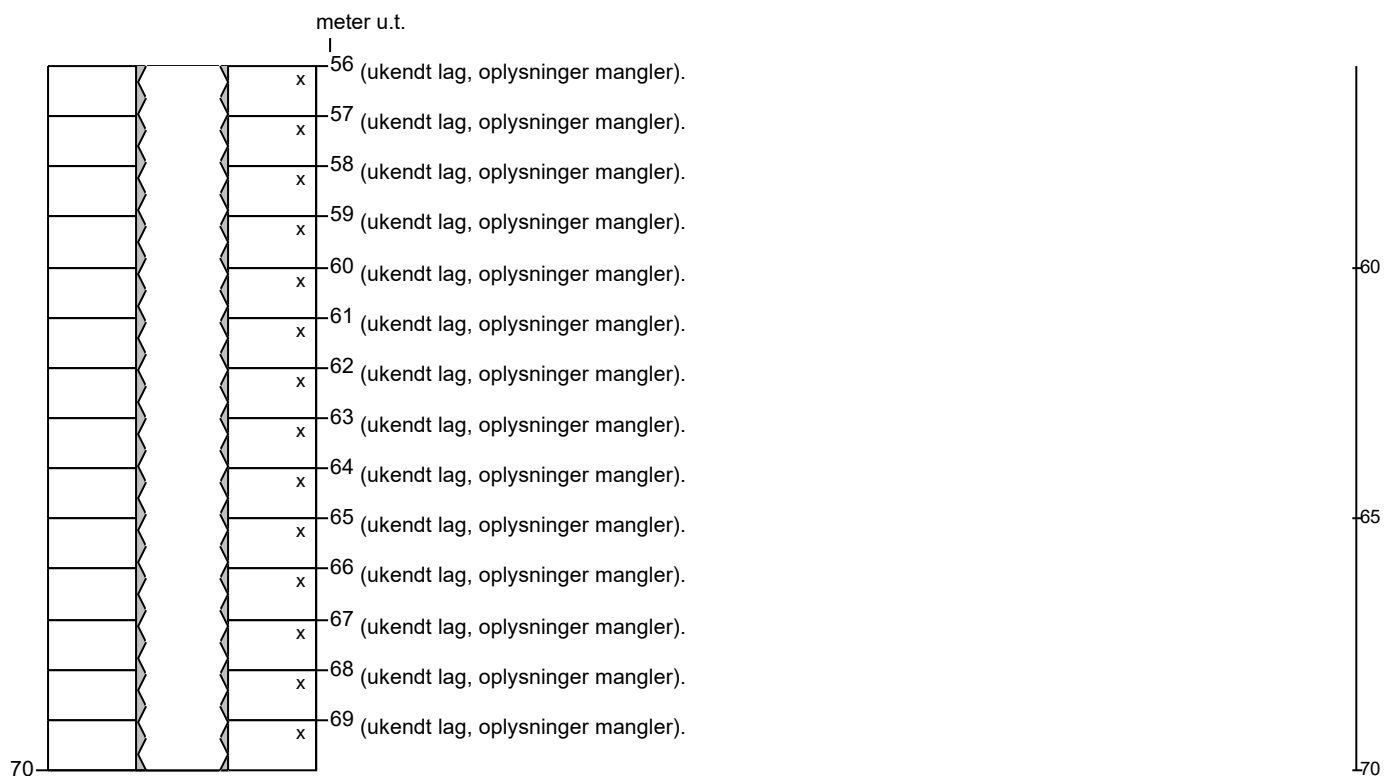 meter u.t.
56 (ukendt lag, oplysninger mangler).
x
57 (ukendt lag, oplysninger mangler).
x
58 (ukendt lag, oplysninger mangler).
x
59 (ukendt lag, oplysninger mangler).
x
60 (ukendt lag, oplysninger mangler).
60
x
61 (ukendt lag, oplysninger mangler).
x
62 (ukendt lag, oplysninger mangler).
x
63 (ukendt lag, oplysninger mangler).
x
64 (ukendt lag, oplysninger mangler).
x
65 (ukendt lag, oplysninger mangler).
65
x
66 (ukendt lag, oplysninger mangler).
x
67 (ukendt lag, oplysninger mangler).
x
68 (ukendt lag, oplysninger mangler).
x
69 (ukendt lag, oplysninger mangler).
x
70
70